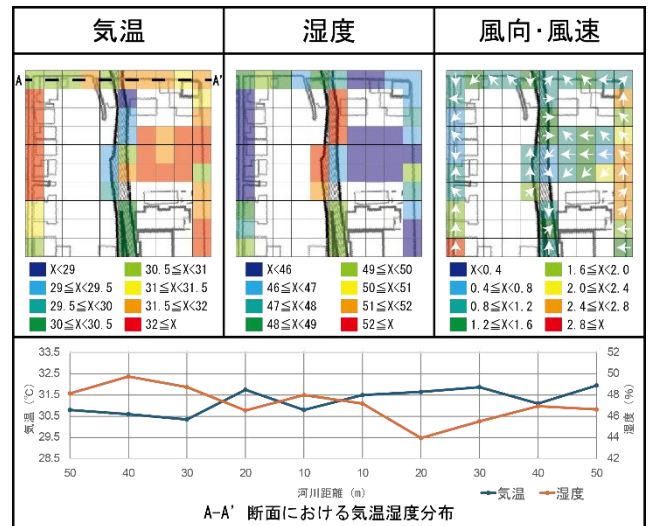 気温 湿度 風向・風速
A A'
X<29 30.5≦X<31
29≦X<29.5 31≦X<31.5
29.5≦X<30 31.5≦X<32
30≦X<30.5 32≦X
X<46 49≦X<50
46≦X<47 50≦X<51
47≦X<48 51≦X<52
48≦X<49 52≦X
X<0.4 1.6≦X<2.0
0.4≦X<0.8 2.0≦X<2.4
0.8≦X<1.2 2.4≦X<2.8
1.2≦X<1.6 2.8≦X
33.5 52
32.5 50
31.5 48
30.5 46
29.5 44
28.5 42
気温 (℃)
湿度 (%)
50 40 30 20 10 10 20 30 40 50
河川距離 (m)
気温 湿度
A-A' 断面における気温湿度分布